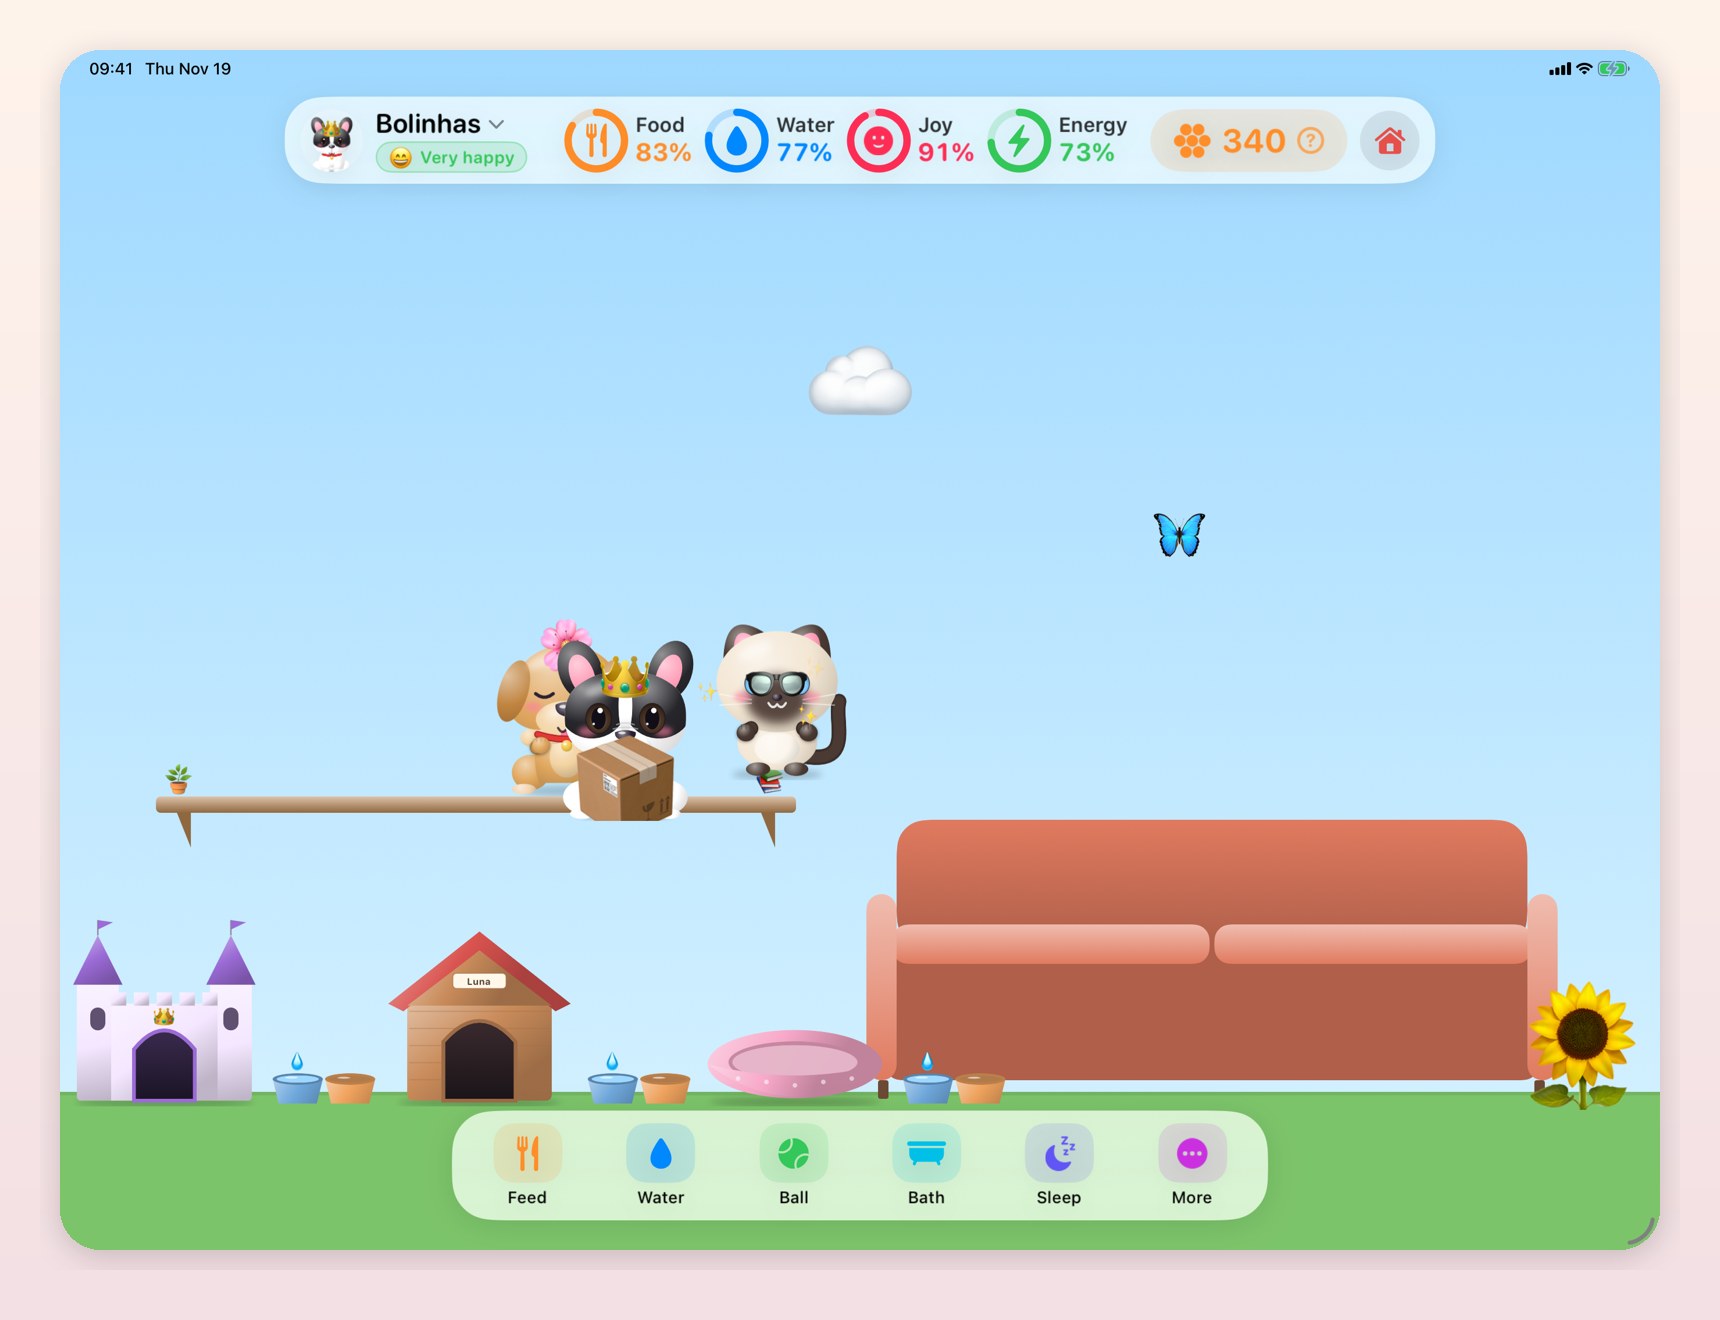 09:41 Thu Nov 19
Bolinhas
Very happy
Food
83%
Water
77%
Joy
91%
Energy
73%
340
?
Luna
Feed
Water
Ball
Bath
Sleep
More